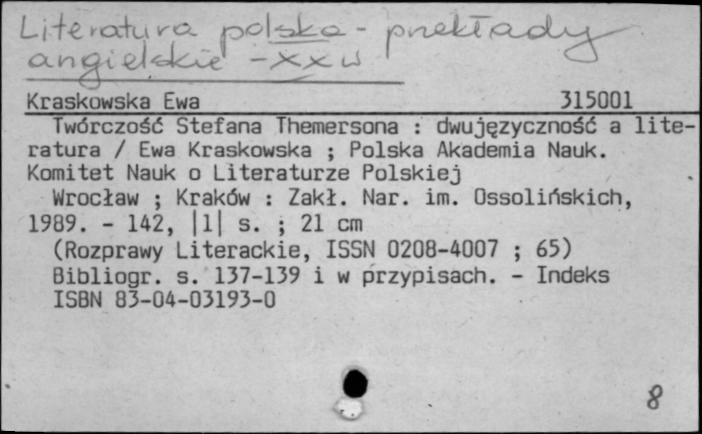 Literatura polska - przekłady
angielskie - XX w
Kraskowska Ewa 315001
Twórczość Stefana Themersona : dwujęzyczność a lite-
ratura / Ewa Kraskowska ; Polska Akademia Nauk.
Komitet Nauk o Literaturze Polskiej
Wrocław ; Kraków : Zakł. Nar. im. Ossolińskich,
1989. - 142, |1| s. ; 21 cm
(Rozprawy Literackie, ISSN 0208-4007 ; 65)
Bibliogr. s. 137-139 i w przypisach. - Indeks
ISBN 83-04-03193-0
8